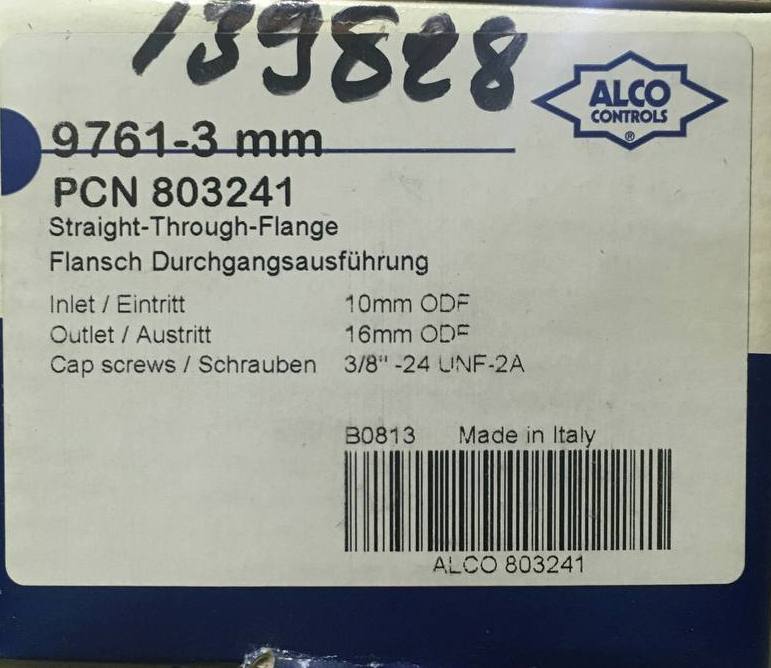 139828
ALCO
CONTROLS
®
9761-3 mm
PCN 803241
Straight-Through-Flange
Flansch Durchgangsausführung
Inlet / Eintritt 10mm ODF
Outlet / Austritt 16mm ODF
Cap screws / Schrauben 3/8" -24 UNF-2A
B0813 Made in Italy
ALCO 803241